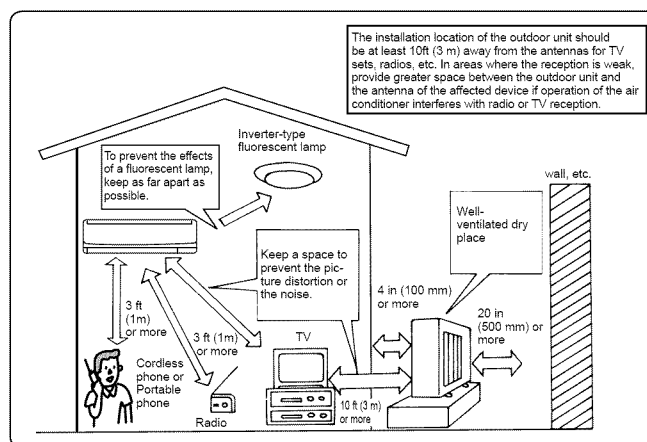 The installation location of the outdoor unit should
be at least 10ft (3 m) away from the antennas for TV
sets, radios, etc. In areas where the reception is weak,
provide greater space between the outdoor unit and
the antenna of the affected device if operation of the air
conditioner interferes with radio or TV reception.
Inverter-type
fluorescent lamp
To prevent the effects
of a fluorescent lamp,
keep as far apart as
possible.
wall, etc.
Well-
ventilated dry
place
Keep a space to
prevent the pic-
ture distortion or
the noise.
4 in (100 mm)
or more
20 in
(500 mm) or
more
3 ft
(1m)
or more
3 ft (1m)
or more
TV
Cordless
phone or
Portable
phone
Radio
10 ft (3 m)
or more